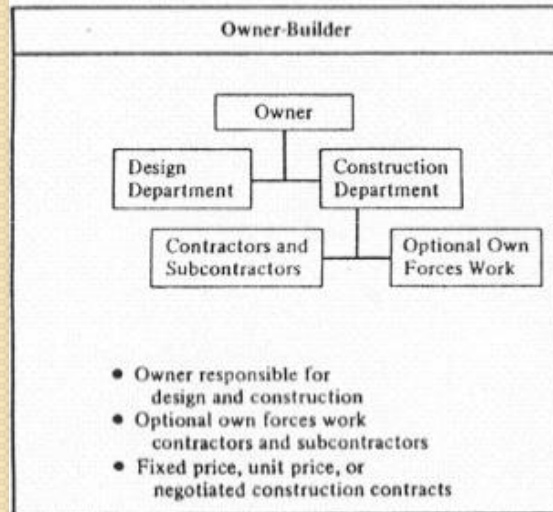 Owner-Builder
Owner
Design
Department
Construction
Department
Contractors and
Subcontractors
Optional Own
Forces Work
• Owner responsible for
design and construction
• Optional own forces work
contractors and subcontractors
• Fixed price, unit price, or
negotiated construction contracts